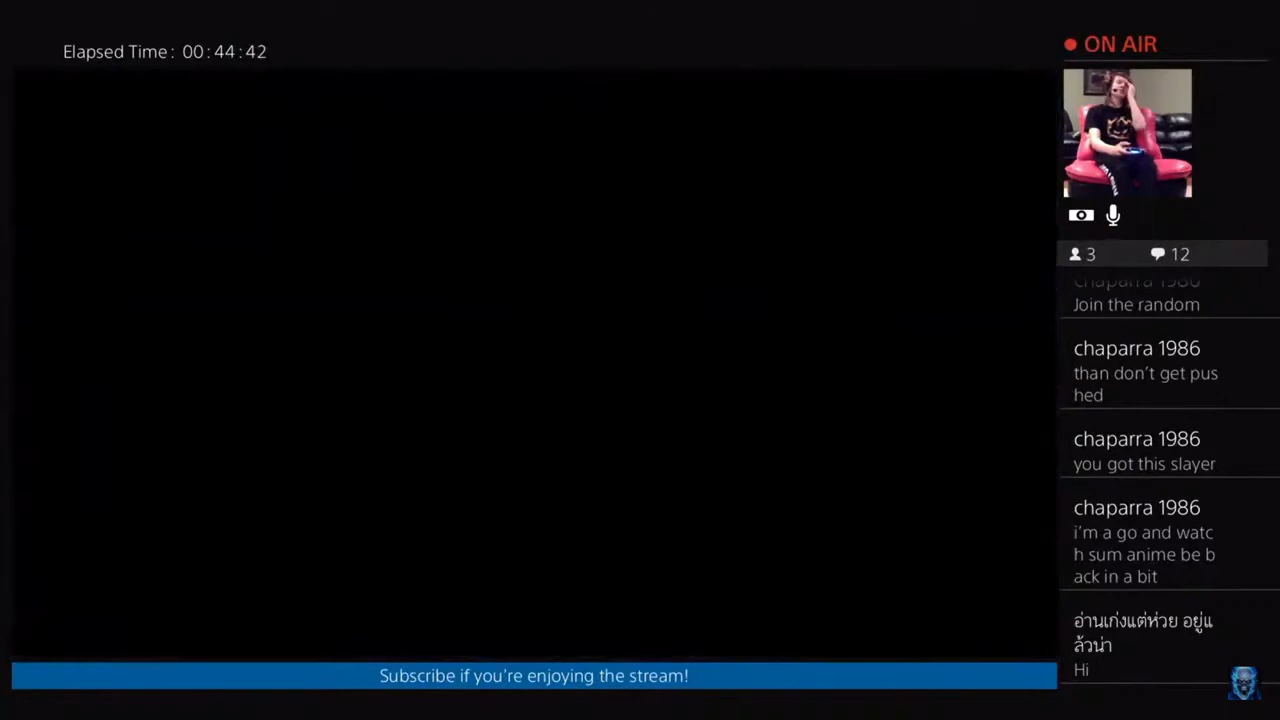 Elapsed Time: 00:44:42
ON AIR
3 12
Join the random
chaparra 1986
than don't get pus
hed
chaparra 1986
you got this slayer
chaparra 1986
i'm a go and watc
h sum anime be b
ack in a bit
อ่านเก่งแต่ห่วย อยู่แ
ล้วน่า
Hi
Subscribe if you're enjoying the stream!